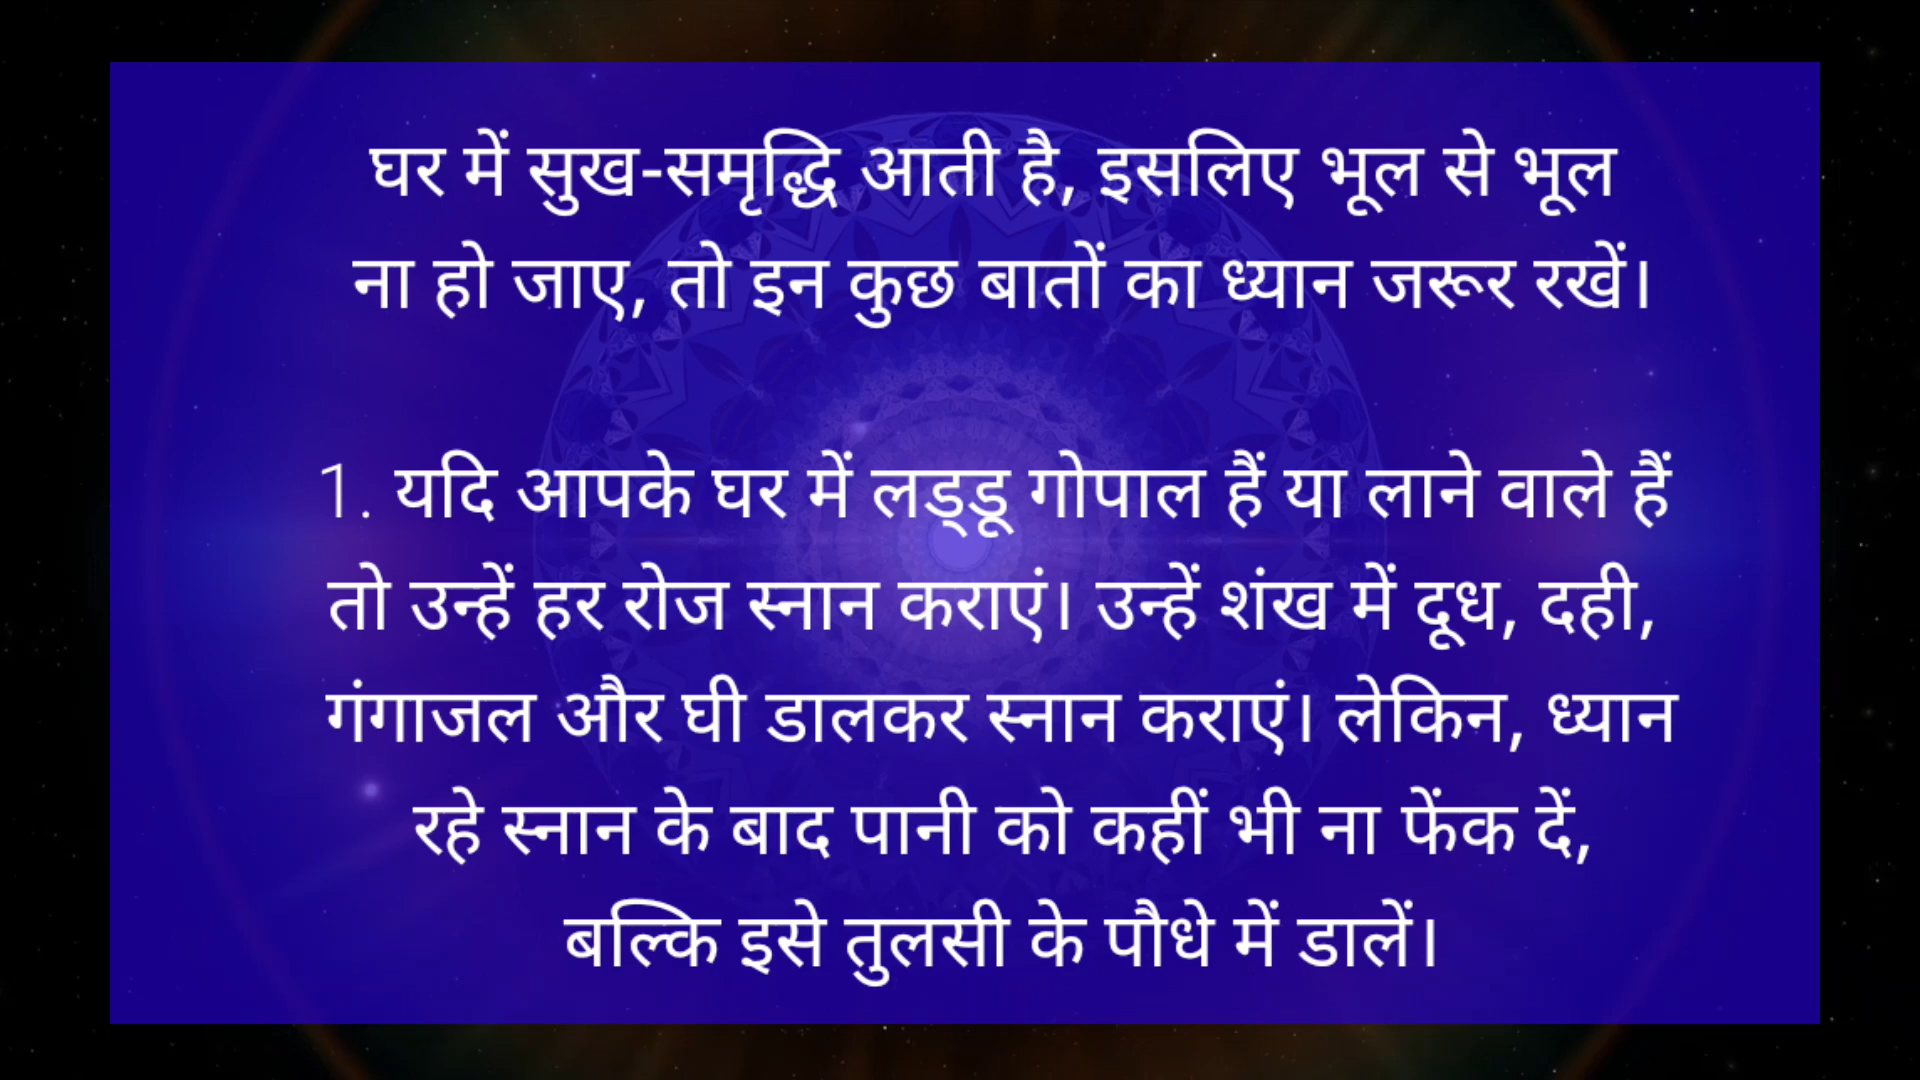 घर में सुख-समृद्धि आती है, इसलिए भूल से भूल
ना हो जाए, तो इन कुछ बातों का ध्यान जरूर रखें।
1. यदि आपके घर में लड्डू गोपाल हैं या लाने वाले हैं
तो उन्हें हर रोज स्नान कराएं। उन्हें शंख में दूध, दही,
गंगाजल और घी डालकर स्नान कराएं। लेकिन, ध्यान
रहे स्नान के बाद पानी को कहीं भी ना फेंक दें,
बल्कि इसे तुलसी के पौधे में डालें।